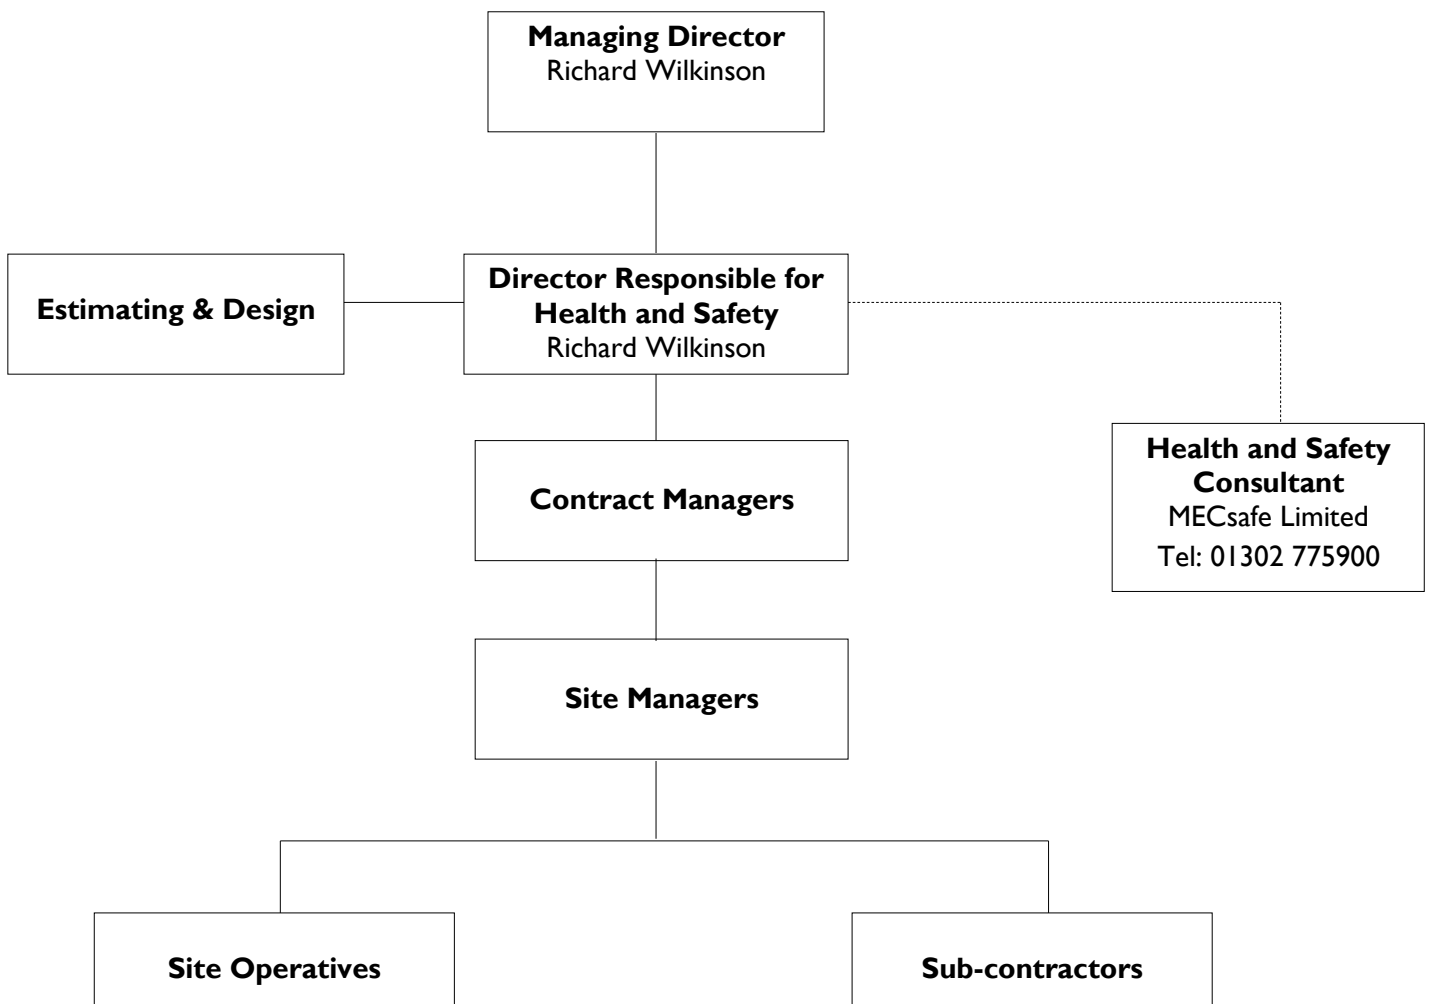 Managing Director
Richard Wilkinson
Estimating & Design
Director Responsible for
Health and Safety
Richard Wilkinson
Contract Managers
Health and Safety
Consultant
MECsafe Limited
Tel: 01302 775900
Site Managers
Site Operatives
Sub-contractors